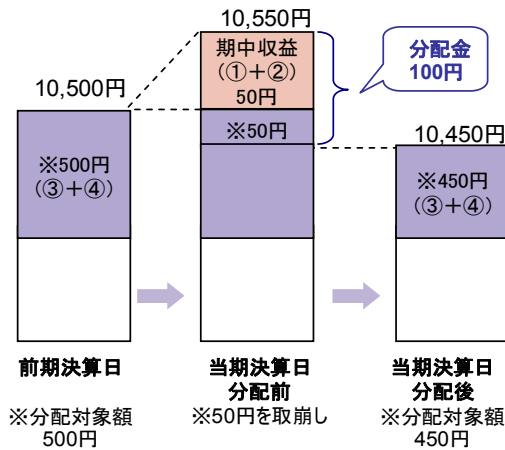 10,550円
期中収益
(①+②)
50円
分配金
100円
10,500円
※50円
10,450円
※500円
(③+④)
※450円
(③+④)
前期決算日
※分配対象額
500円
当期決算日
分配前
※50円を取崩し
当期決算日
分配後
※分配対象額
450円